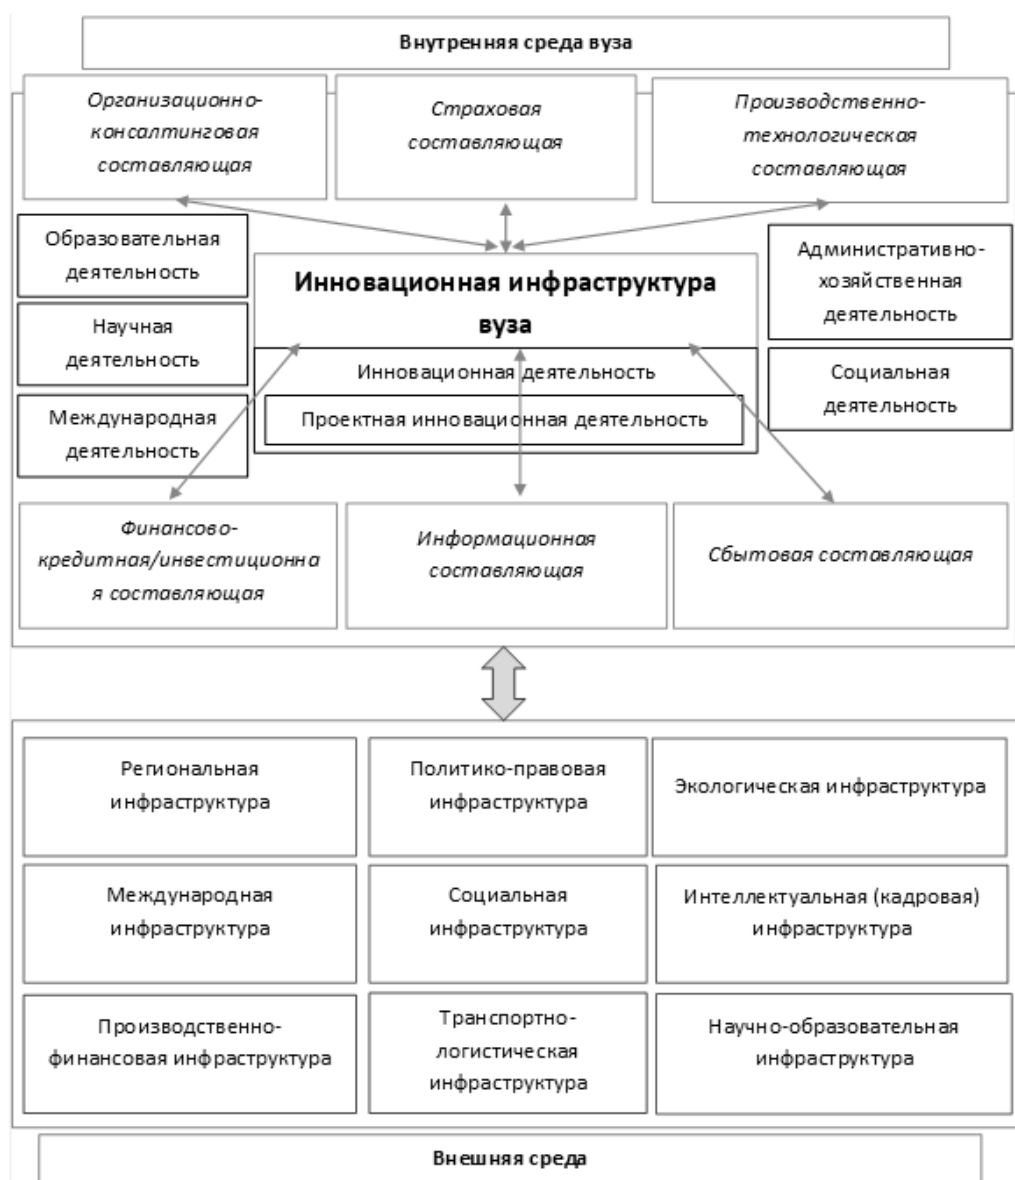 Внутренняя среда вуза
Организационно-
консалтинговая
составляющая
Страховая
составляющая
Производственно-
технологическая
составляющая
Образовательная
деятельность
Научная
деятельность
Международная
деятельность
Инновационная инфраструктура
вуза
Инновационная деятельность
Проектная инновационная деятельность
Административно-
хозяйственная
деятельность
Социальная
деятельность
Финансово-
кредитная/инвестиционна
я составляющая
Информационная
составляющая
Сбытовая составляющая
Региональная
инфраструктура
Политико-правовая
инфраструктура
Экологическая инфраструктура
Международная
инфраструктура
Социальная
инфраструктура
Интеллектуальная (кадровая)
инфраструктура
Производственно-
финансовая инфраструктура
Транспортно-
логистическая
инфраструктура
Научно-образовательная
инфраструктура
Внешняя среда